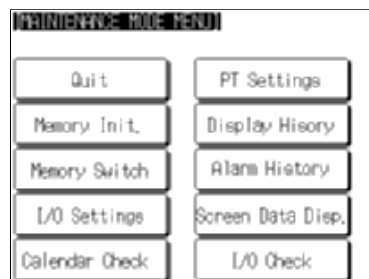 [MAINTENANCE MODE MENU]
Quit
PT Settings
Memory Init.
Display Hisory
Memory Switch
Alarm History
I/O Settings
Screen Data Disp.
Calendar Check
I/O Check